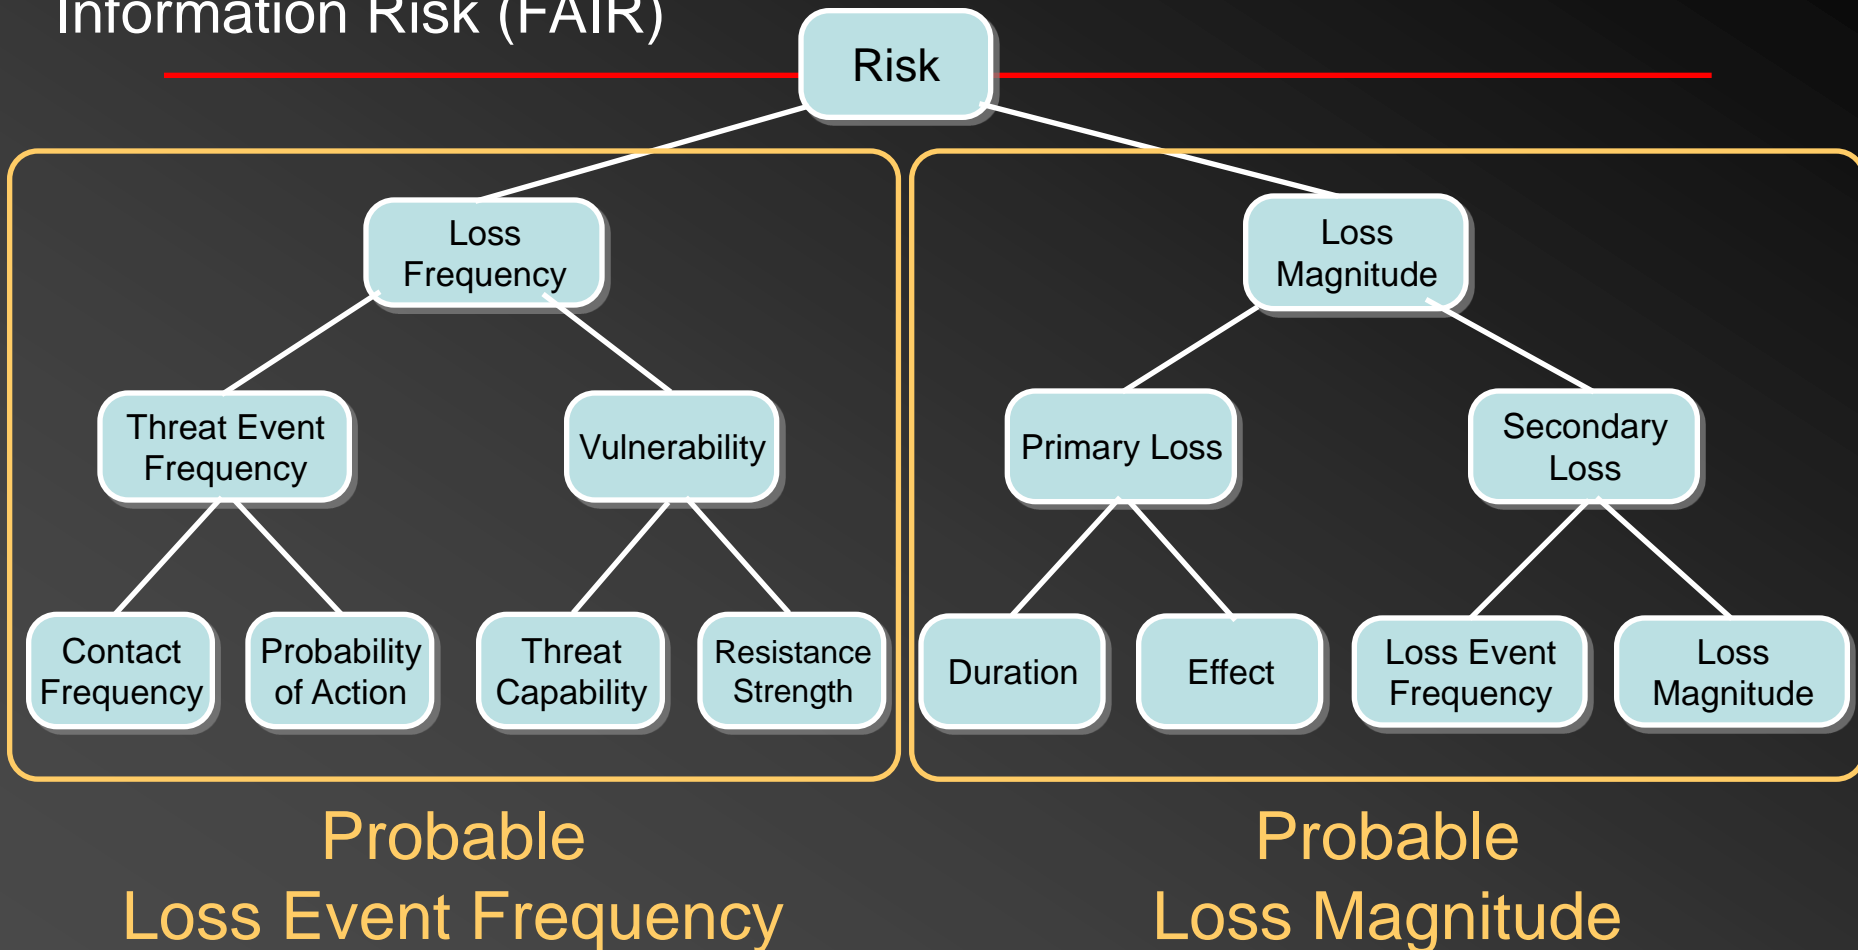 Information Risk (FAIR)
Risk
Loss
Frequency
Loss
Magnitude
Threat Event
Frequency
Vulnerability
Primary Loss
Secondary
Loss
Contact
Frequency
Probability
of Action
Threat
Capability
Resistance
Strength
Duration
Effect
Loss Event
Frequency
Loss
Magnitude
Probable
Loss Event Frequency
Probable
Loss Magnitude